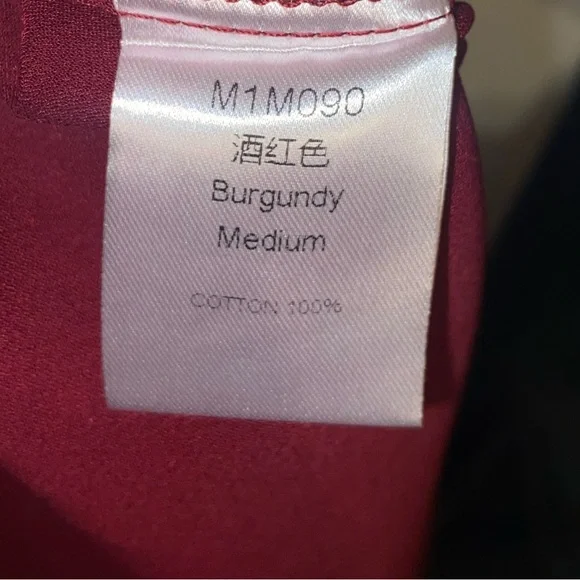 M1M090
酒红色
Burgundy
Medium
COTTON 100%